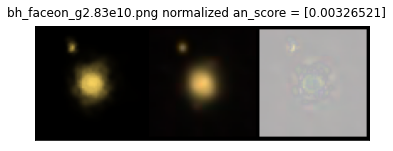 bh_faceon_g2.83e10.png normalized an_score = [0.00326521]